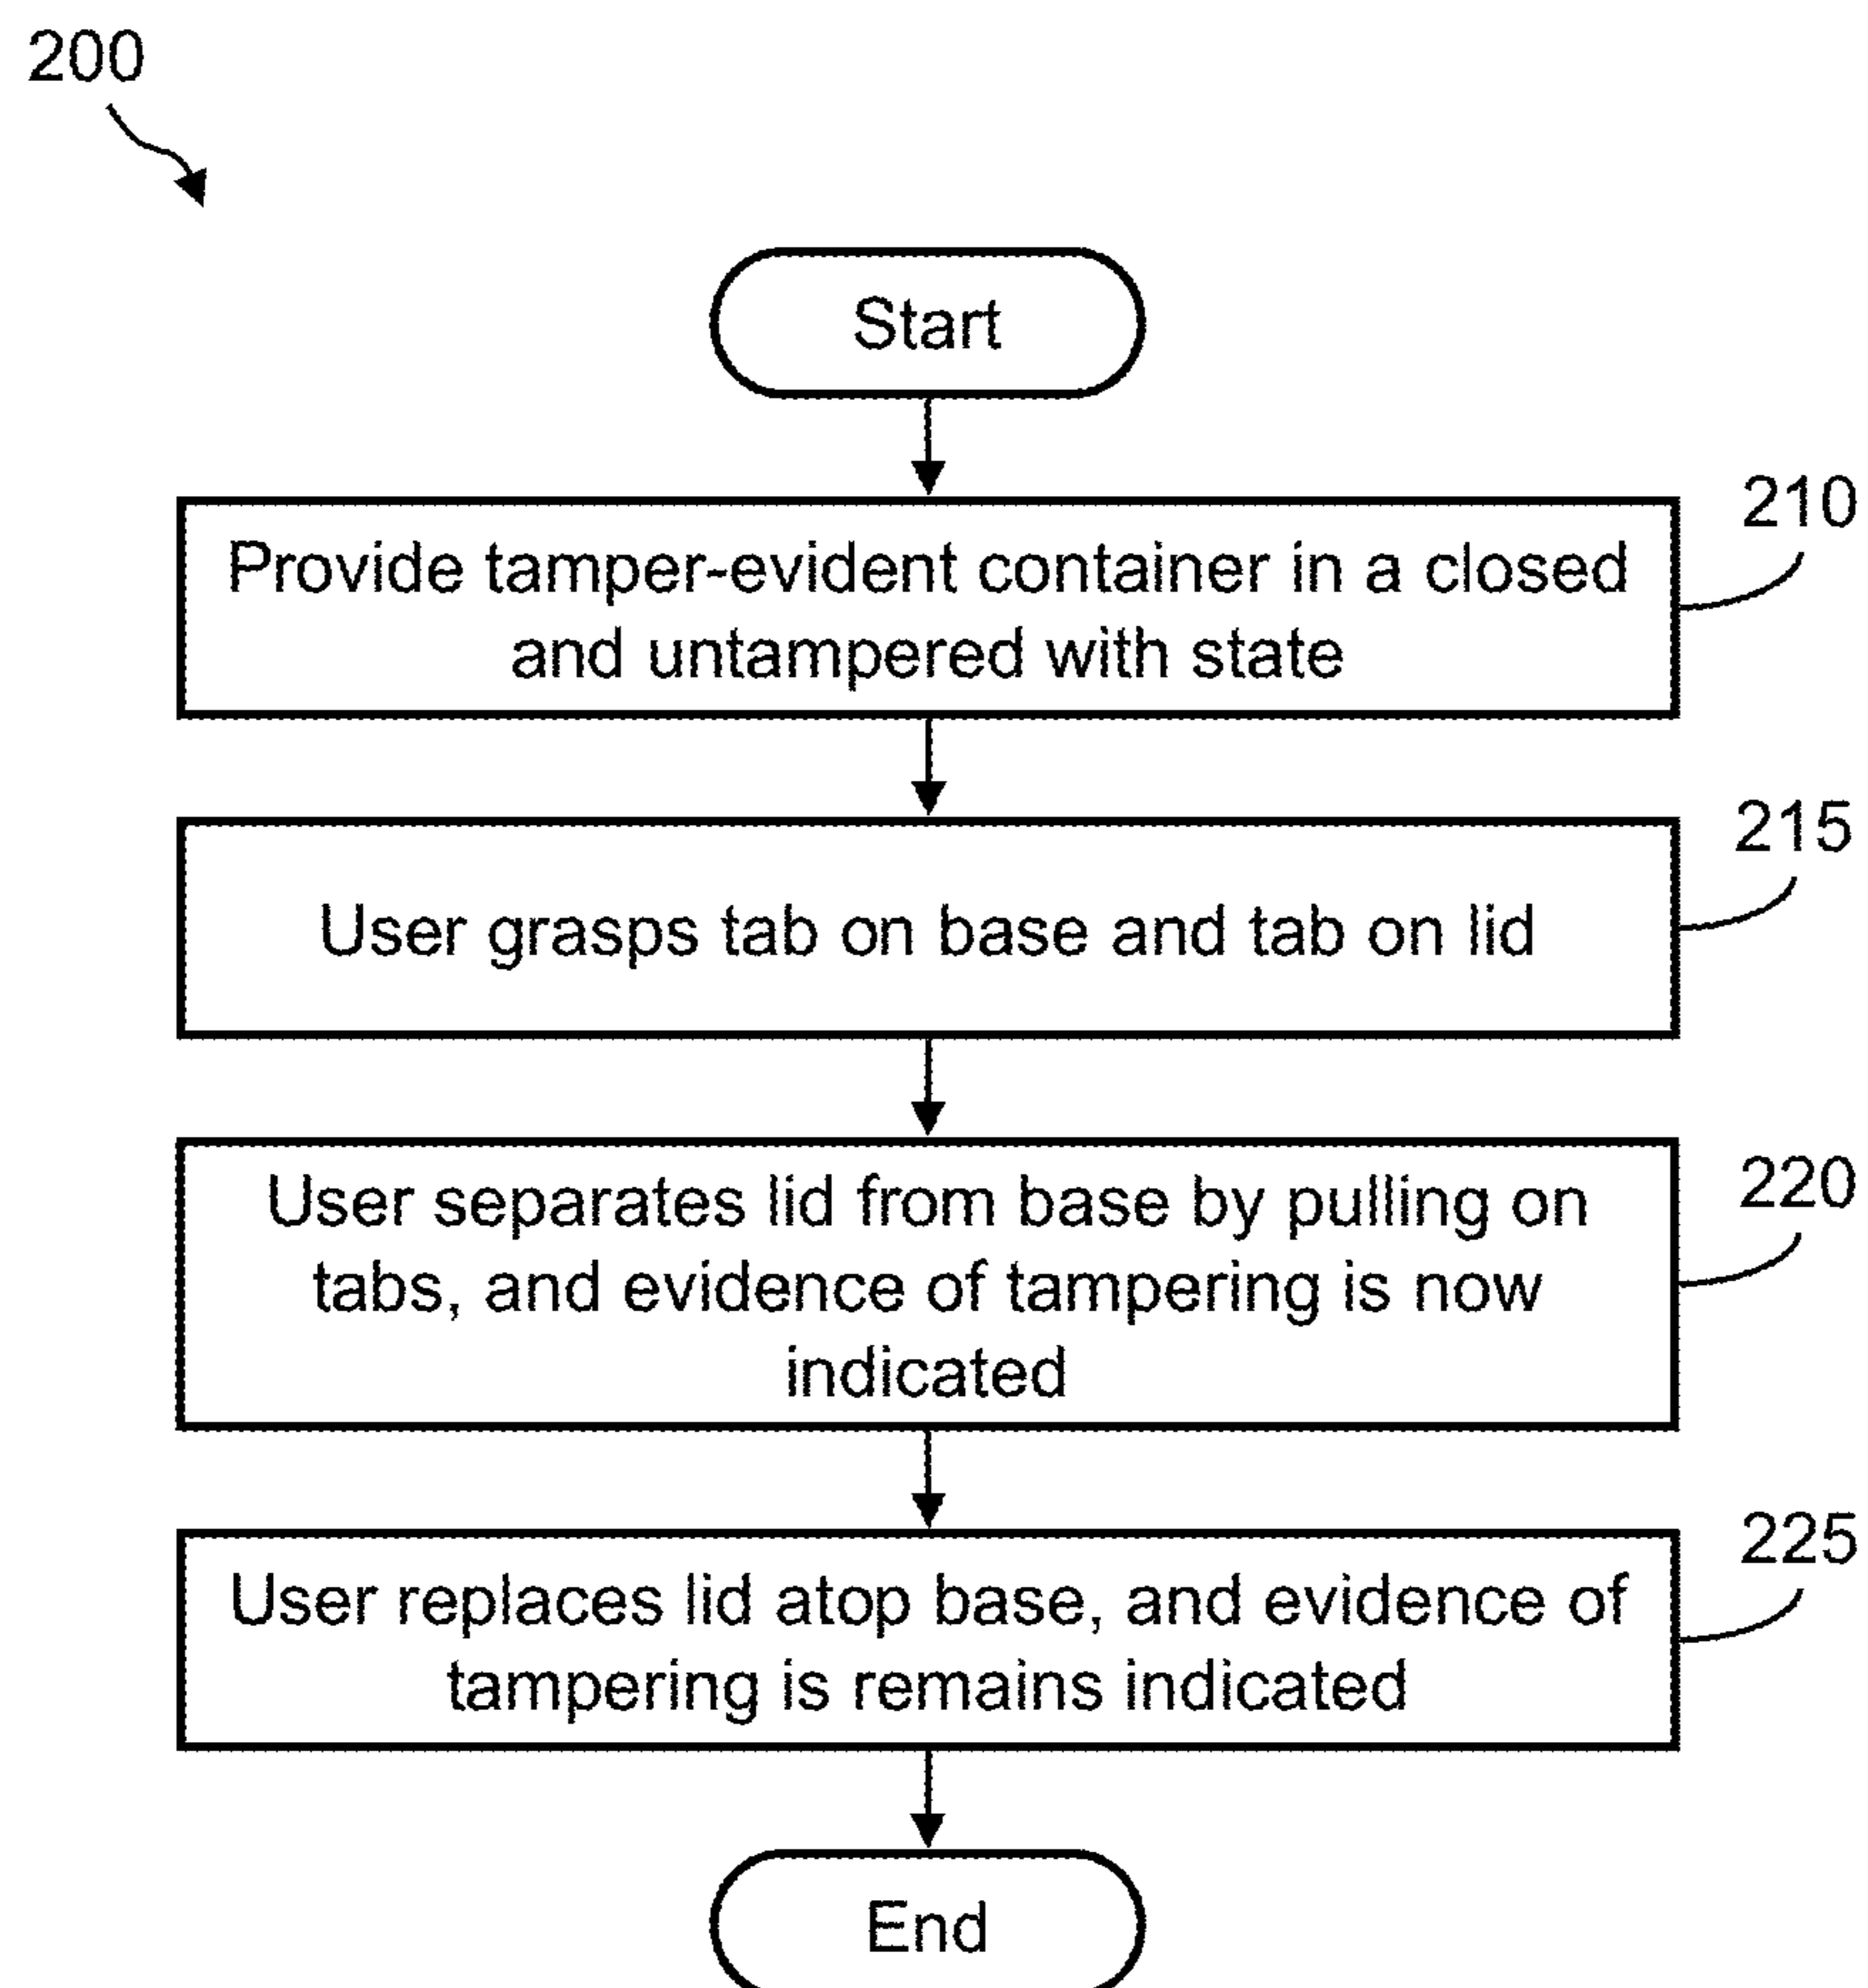 200
Start
210
Provide tamper-evident container in a closed
and untampered with state
215
User grasps tab on base and tab on lid
220
User separates lid from base by pulling on
tabs, and evidence of tampering is now
indicated
225
User replaces lid atop base, and evidence of
tampering is remains indicated
End